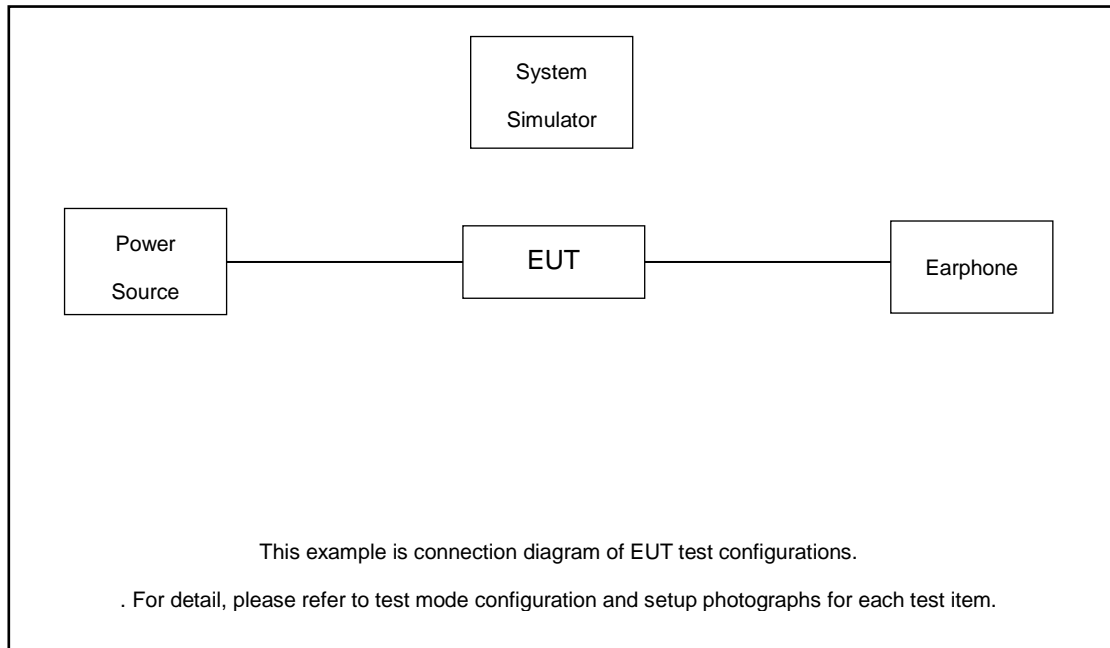 System
Simulator
Power
Source
EUT
Earphone
This example is connection diagram of EUT test configurations.
. For detail, please refer to test mode configuration and setup photographs for each test item.